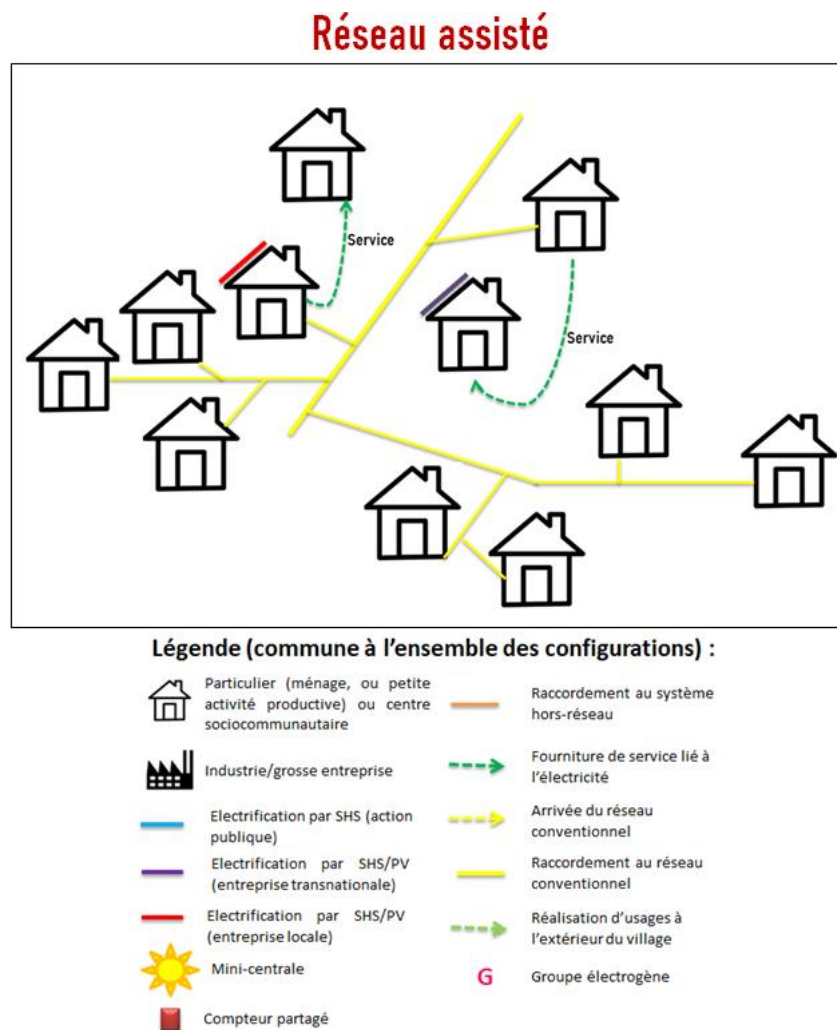 Réseau assisté
Service
Service
Légende (commune à l’ensemble des configurations) :
Particulier (ménage, ou petite
activité productive) ou centre
sociocommunautaire
Industrie/grosse entreprise
Electrification par SHS (action
publique)
Electrification par SHS/PV
(entreprise transnationale)
Electrification par SHS/PV
(entreprise locale)
Mini-centrale
Compteur partagé
Raccordement au système
hors-réseau
Fourniture de service lié à
l’électricité
Arrivée du réseau
conventionnel
Raccordement au réseau
conventionnel
Réalisation d’usages à
l’extérieur du village
G Groupe électrogène